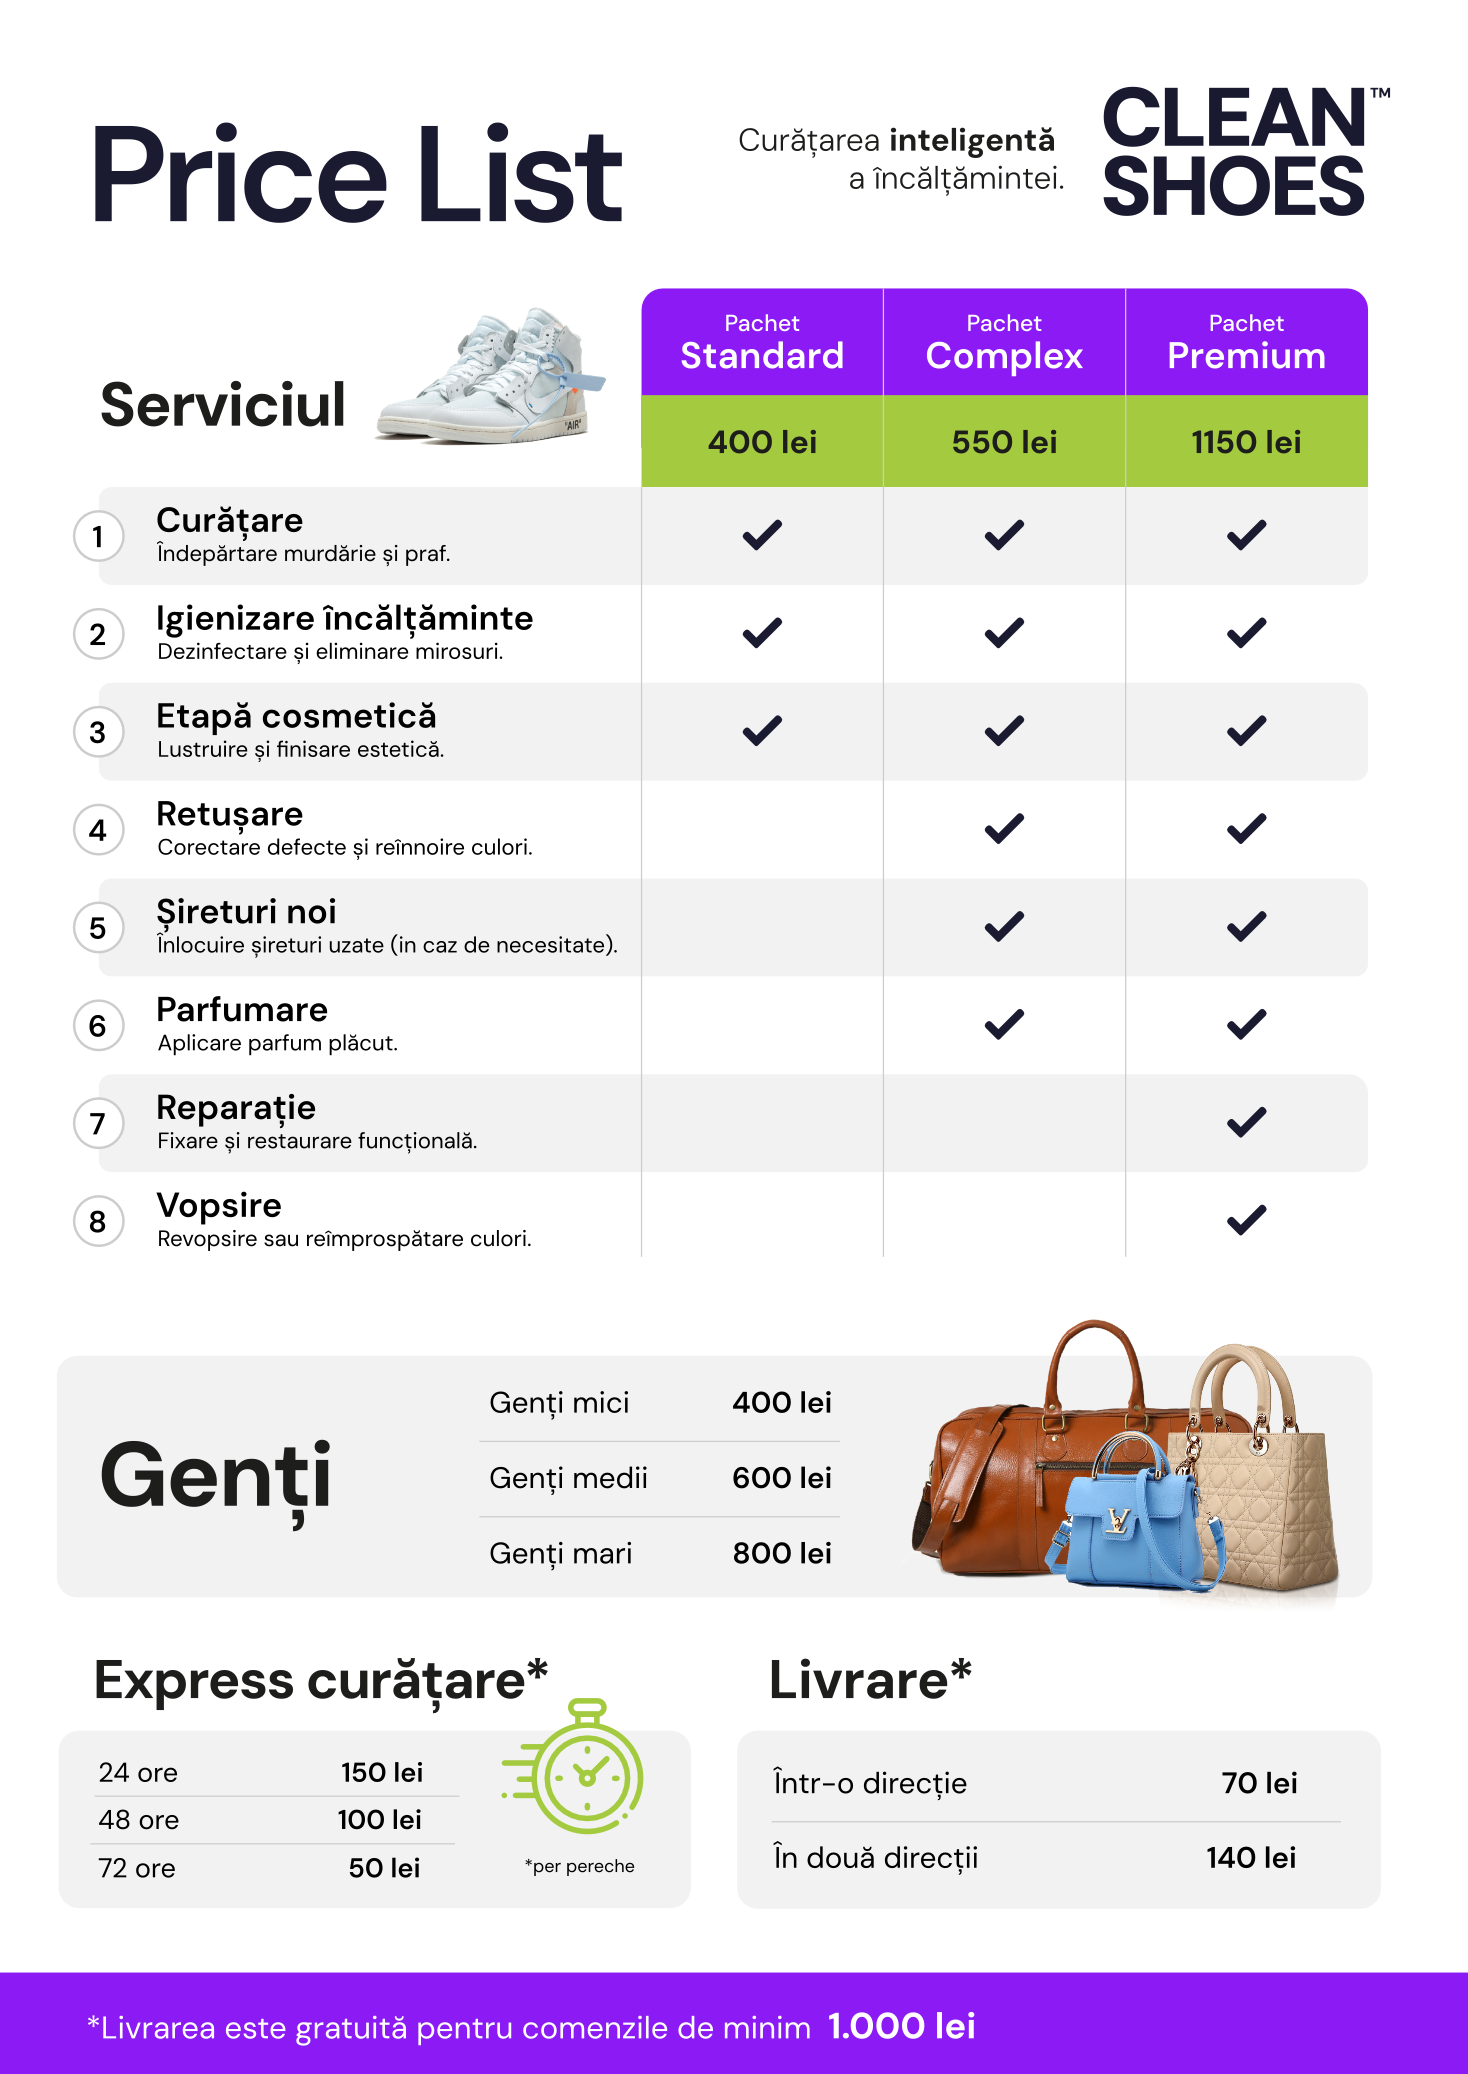 Price List
Curățarea inteligentă
a încălțămintei.
CLEAN™
SHOES
Serviciul
"AIR"
Pachet
Standard
Pachet
Complex
Pachet
Premium
400 lei
550 lei
1150 lei
1
Curățare
Îndepărtare murdărie și praf.
2
Igienizare încălțăminte
Dezinfectare și eliminare mirosuri.
3
Etapă cosmetică
Lustruire și finisare estetică.
4
Retușare
Corectare defecte și reînnoire culori.
5
Șireturi noi
Înlocuire șireturi uzate (in caz de necesitate).
6
Parfumare
Aplicare parfum plăcut.
7
Reparație
Fixare și restaurare funcțională.
8
Vopsire
Revopsire sau reîmprospătare culori.
Genți
Genți mici 400 lei
Genți medii 600 lei
Genți mari 800 lei
LV
Express curățare*
24 ore 150 lei
48 ore 100 lei
72 ore 50 lei
*per pereche
Livrare*
Într-o direcție 70 lei
În două direcții 140 lei
*Livrarea este gratuită pentru comenzile de minim 1.000 lei